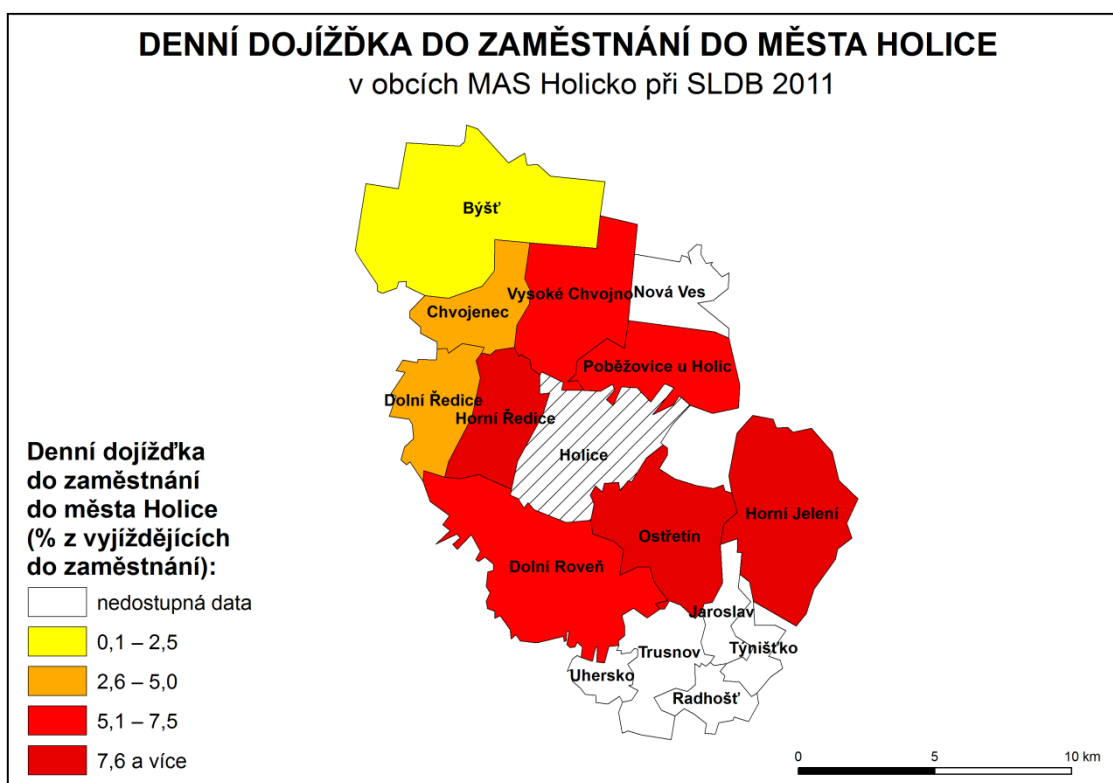 DENNÍ DOJÍŽĎKA DO ZAMĚSTNÁNÍ DO MĚSTA HOLICE
v obcích MAS Holicko při SLDB 2011
Býšť
Vysoké Chvojno
Nová Ves
Chvojenec
Poběžovice u Holic
Dolní Ředice
Horní Ředice
Holice
Horní Jelení
Ostřetín
Dolní Roveň
Jaroslav
Trusnov
Týnišťko
Uhersko
Radhošť
Denní dojížďka
do zaměstnání
do města Holice
(% z vyjíždějících
do zaměstnání):
nedostupná data
0,1 – 2,5
2,6 – 5,0
5,1 – 7,5
7,6 a více
0 5 10 km